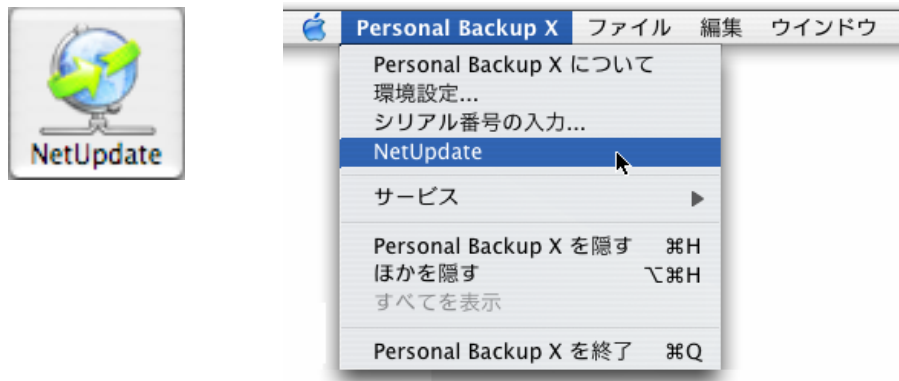 NetUpdate
Personal Backup X ファイル 編集 ウインドウ
Personal Backup X について
環境設定...
シリアル番号の入力...
NetUpdate
サービス
Personal Backup X を隠す ⌘H
ほかを隠す ⌥⌘H
すべてを表示
Personal Backup X を終了 ⌘Q